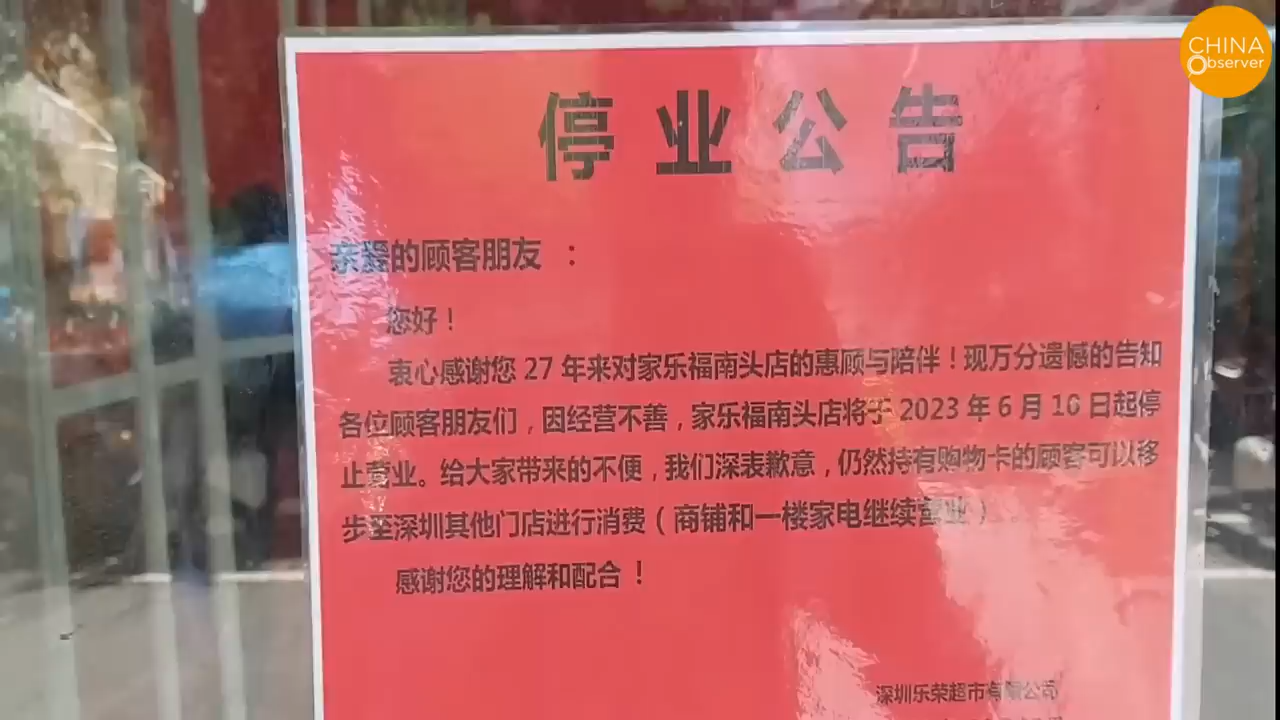 CHINA
Observer
停业公告
亲爱的顾客朋友 ：
您好！
衷心感谢您 27 年来对家乐福南头店的惠顾与陪伴！现万分遗憾的告知
各位顾客朋友们，因经营不善，家乐福南头店将于 2023 年 6 月 10 日起停
止营业。给大家带来的不便，我们深表歉意，仍然持有购物卡的顾客可以移
步至深圳其他门店进行消费（商铺和一楼家电继续营业）
感谢您的理解和配合！
深圳乐荣超市有限公司